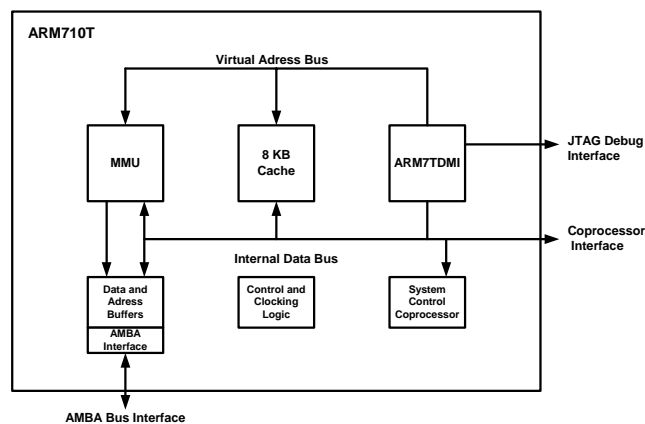 ARM710T
Virtual Adress Bus
MMU
8 KB
Cache
ARM7TDMI
JTAG Debug
Interface
Coprocessor
Interface
Internal Data Bus
Data and
Adress
Buffers
Control and
Clocking
Logic
System
Control
Coprocessor
AMBA
Interface
AMBA Bus Interface